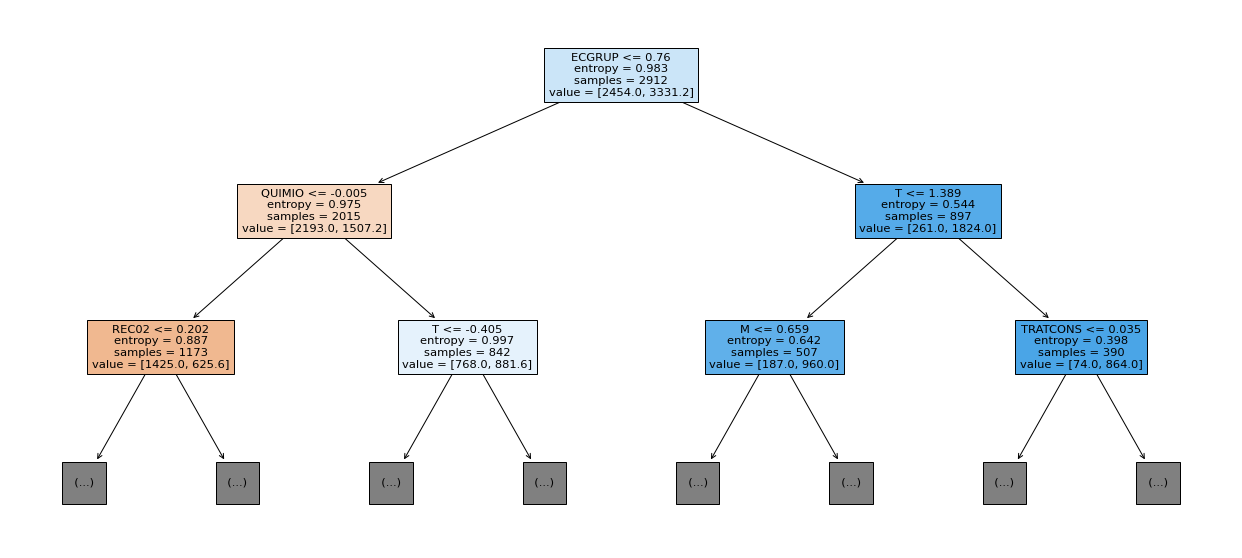 ECGRUP <= 0.76
entropy = 0.983
samples = 2912
value = [2454.0, 3331.2]
QUIMIO <= -0.005
entropy = 0.975
samples = 2015
value = [2193.0, 1507.2]
T <= 1.389
entropy = 0.544
samples = 897
value = [261.0, 1824.0]
REC02 <= 0.202
entropy = 0.887
samples = 1173
value = [1425.0, 625.6]
T <= -0.405
entropy = 0.997
samples = 842
value = [768.0, 881.6]
M <= 0.659
entropy = 0.642
samples = 507
value = [187.0, 960.0]
TRATCONS <= 0.035
entropy = 0.398
samples = 390
value = [74.0, 864.0]
(...)
(...)
(...)
(...)
(...)
(...)
(...)
(...)